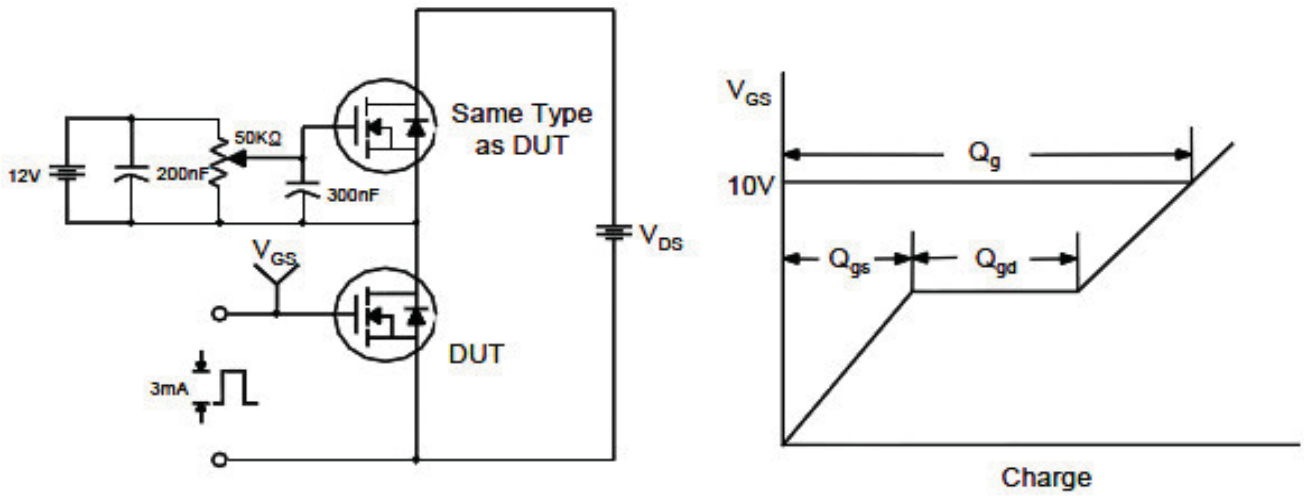 12V
200nF
50KΩ
300nF
Same Type
as DUT
V_GS
DUT
3mA
V_DS
V_GS
10V
Q_g
Q_gs
Q_gd
Charge